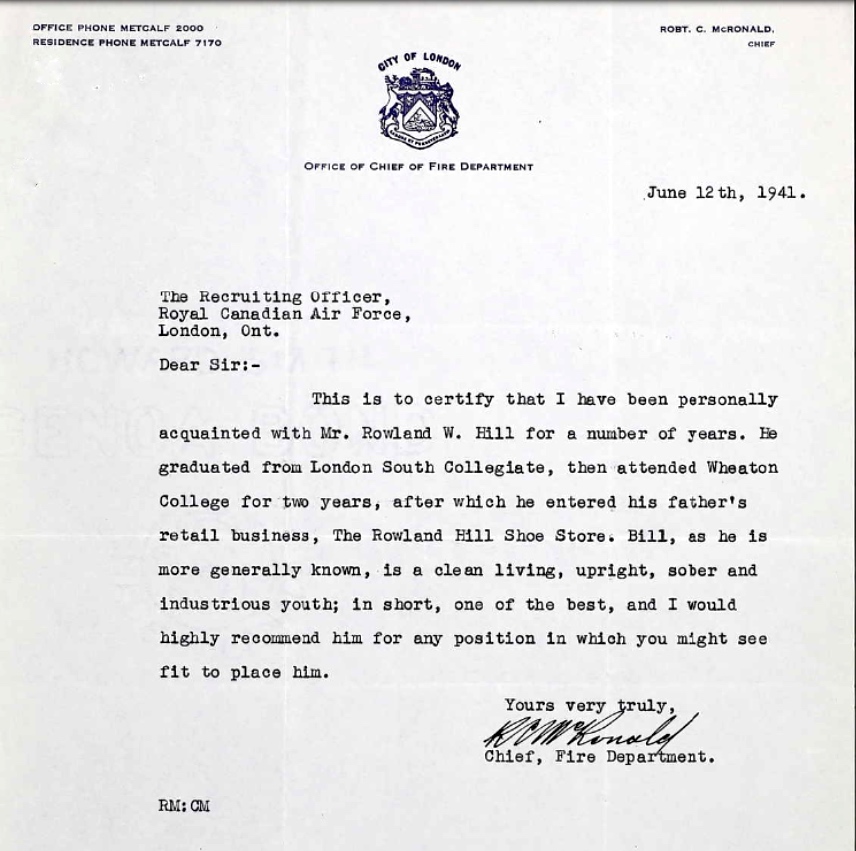 OFFICE PHONE METCALF 2000
RESIDENCE PHONE METCALF 7170
ROBT. C. McRONALD,
CHIEF
CITY OF LONDON
OFFICE OF CHIEF OF FIRE DEPARTMENT
June 12th, 1941.
The Recruiting Officer,
Royal Canadian Air Force,
London, Ont.
Dear Sir:-
This is to certify that I have been personally
acquainted with Mr. Rowland W. Hill for a number of years. He
graduated from London South Collegiate, then attended Wheaton
College for two years, after which he entered his father's
retail business, The Rowland Hill Shoe Store. Bill, as he is
more generally known, is a clean living, upright, sober and
industrious youth; in short, one of the best, and I would
highly recommend him for any position in which you might see
fit to place him.
Yours very truly,
R C McRonald
Chief, Fire Department.
RM:CM